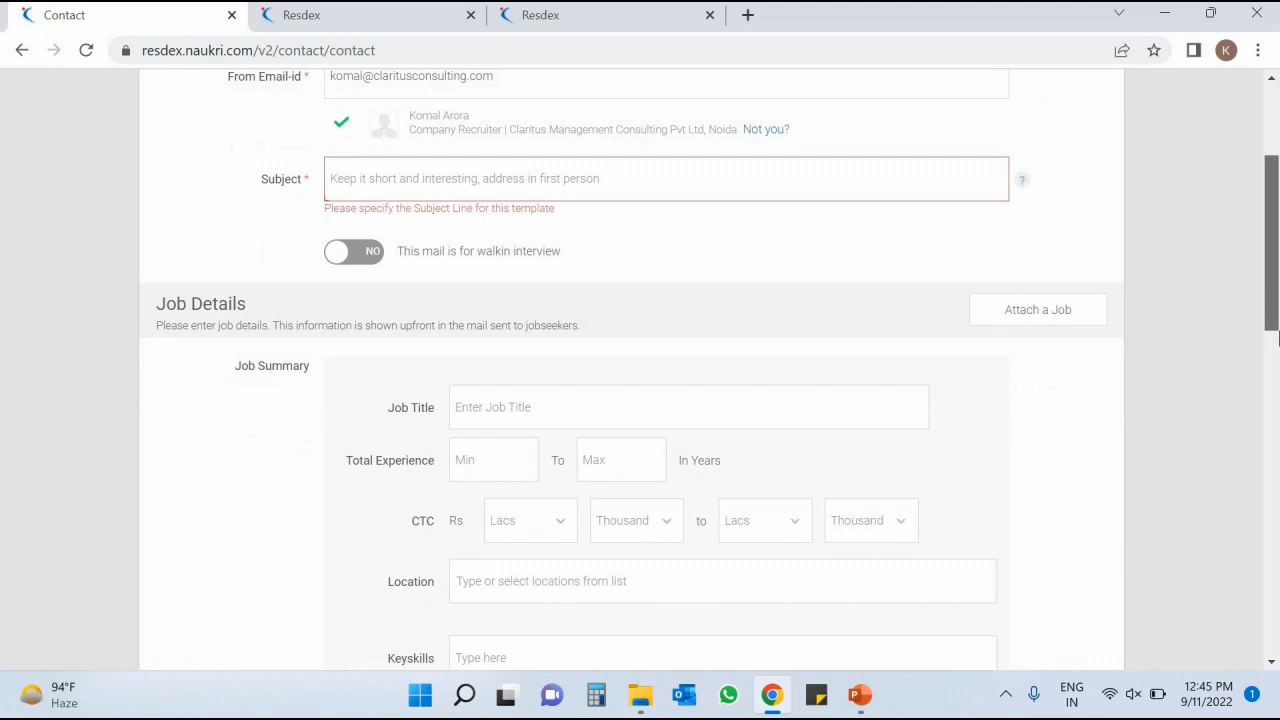 Contact
Resdex
Resdex
resdex.naukri.com/v2/contact/contact
K
From Email-id *
komal@claritusconsulting.com
Komal Arora
Company Recruiter | Claritus Management Consulting Pvt Ltd, Noida Not you?
Subject *
Keep it short and interesting, address in first person
?
Please specify the Subject Line for this template
NO
This mail is for walkin interview
Job Details
Attach a Job
Please enter job details. This information is shown upfront in the mail sent to jobseekers.
Job Summary
Job Title
Enter Job Title
Total Experience
Min
To
Max
In Years
CTC
Rs
Lacs
Thousand
to
Lacs
Thousand
Location
Type or select locations from list
Keyskills
Type here
94°F
Haze
ENG
IN
12:45 PM
9/11/2022
1